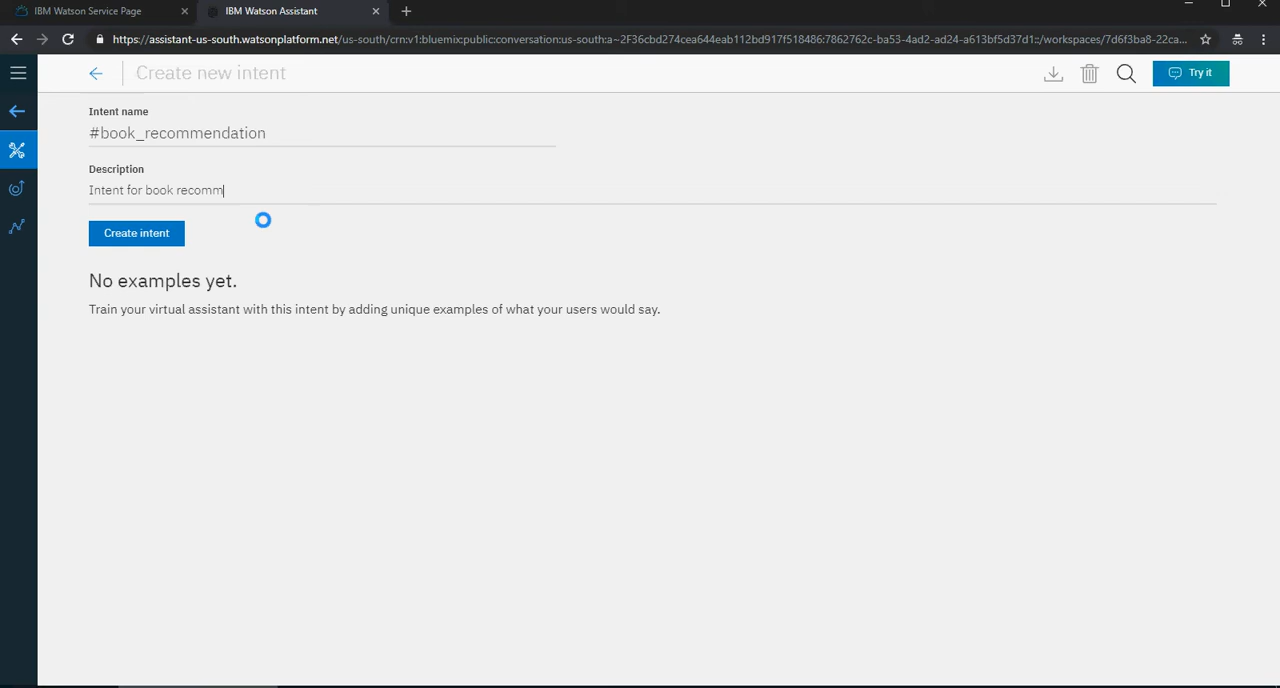 IBM Watson Service Page
IBM Watson Assistant
https://assistant-us-south.watsonplatform.net/us-south/crn:v1:bluemix:public:conversation:us-south:a~2F36cbd274cea644eab112bd917f518486:7862762c-ba53-4ad2-ad24-a613bf5d37d1::/workspaces/7d6f3ba8-22ca...
Create new intent
Try it
Intent name
#book_recommendation
Description
Intent for book recomm
Create intent
No examples yet.
Train your virtual assistant with this intent by adding unique examples of what your users would say.